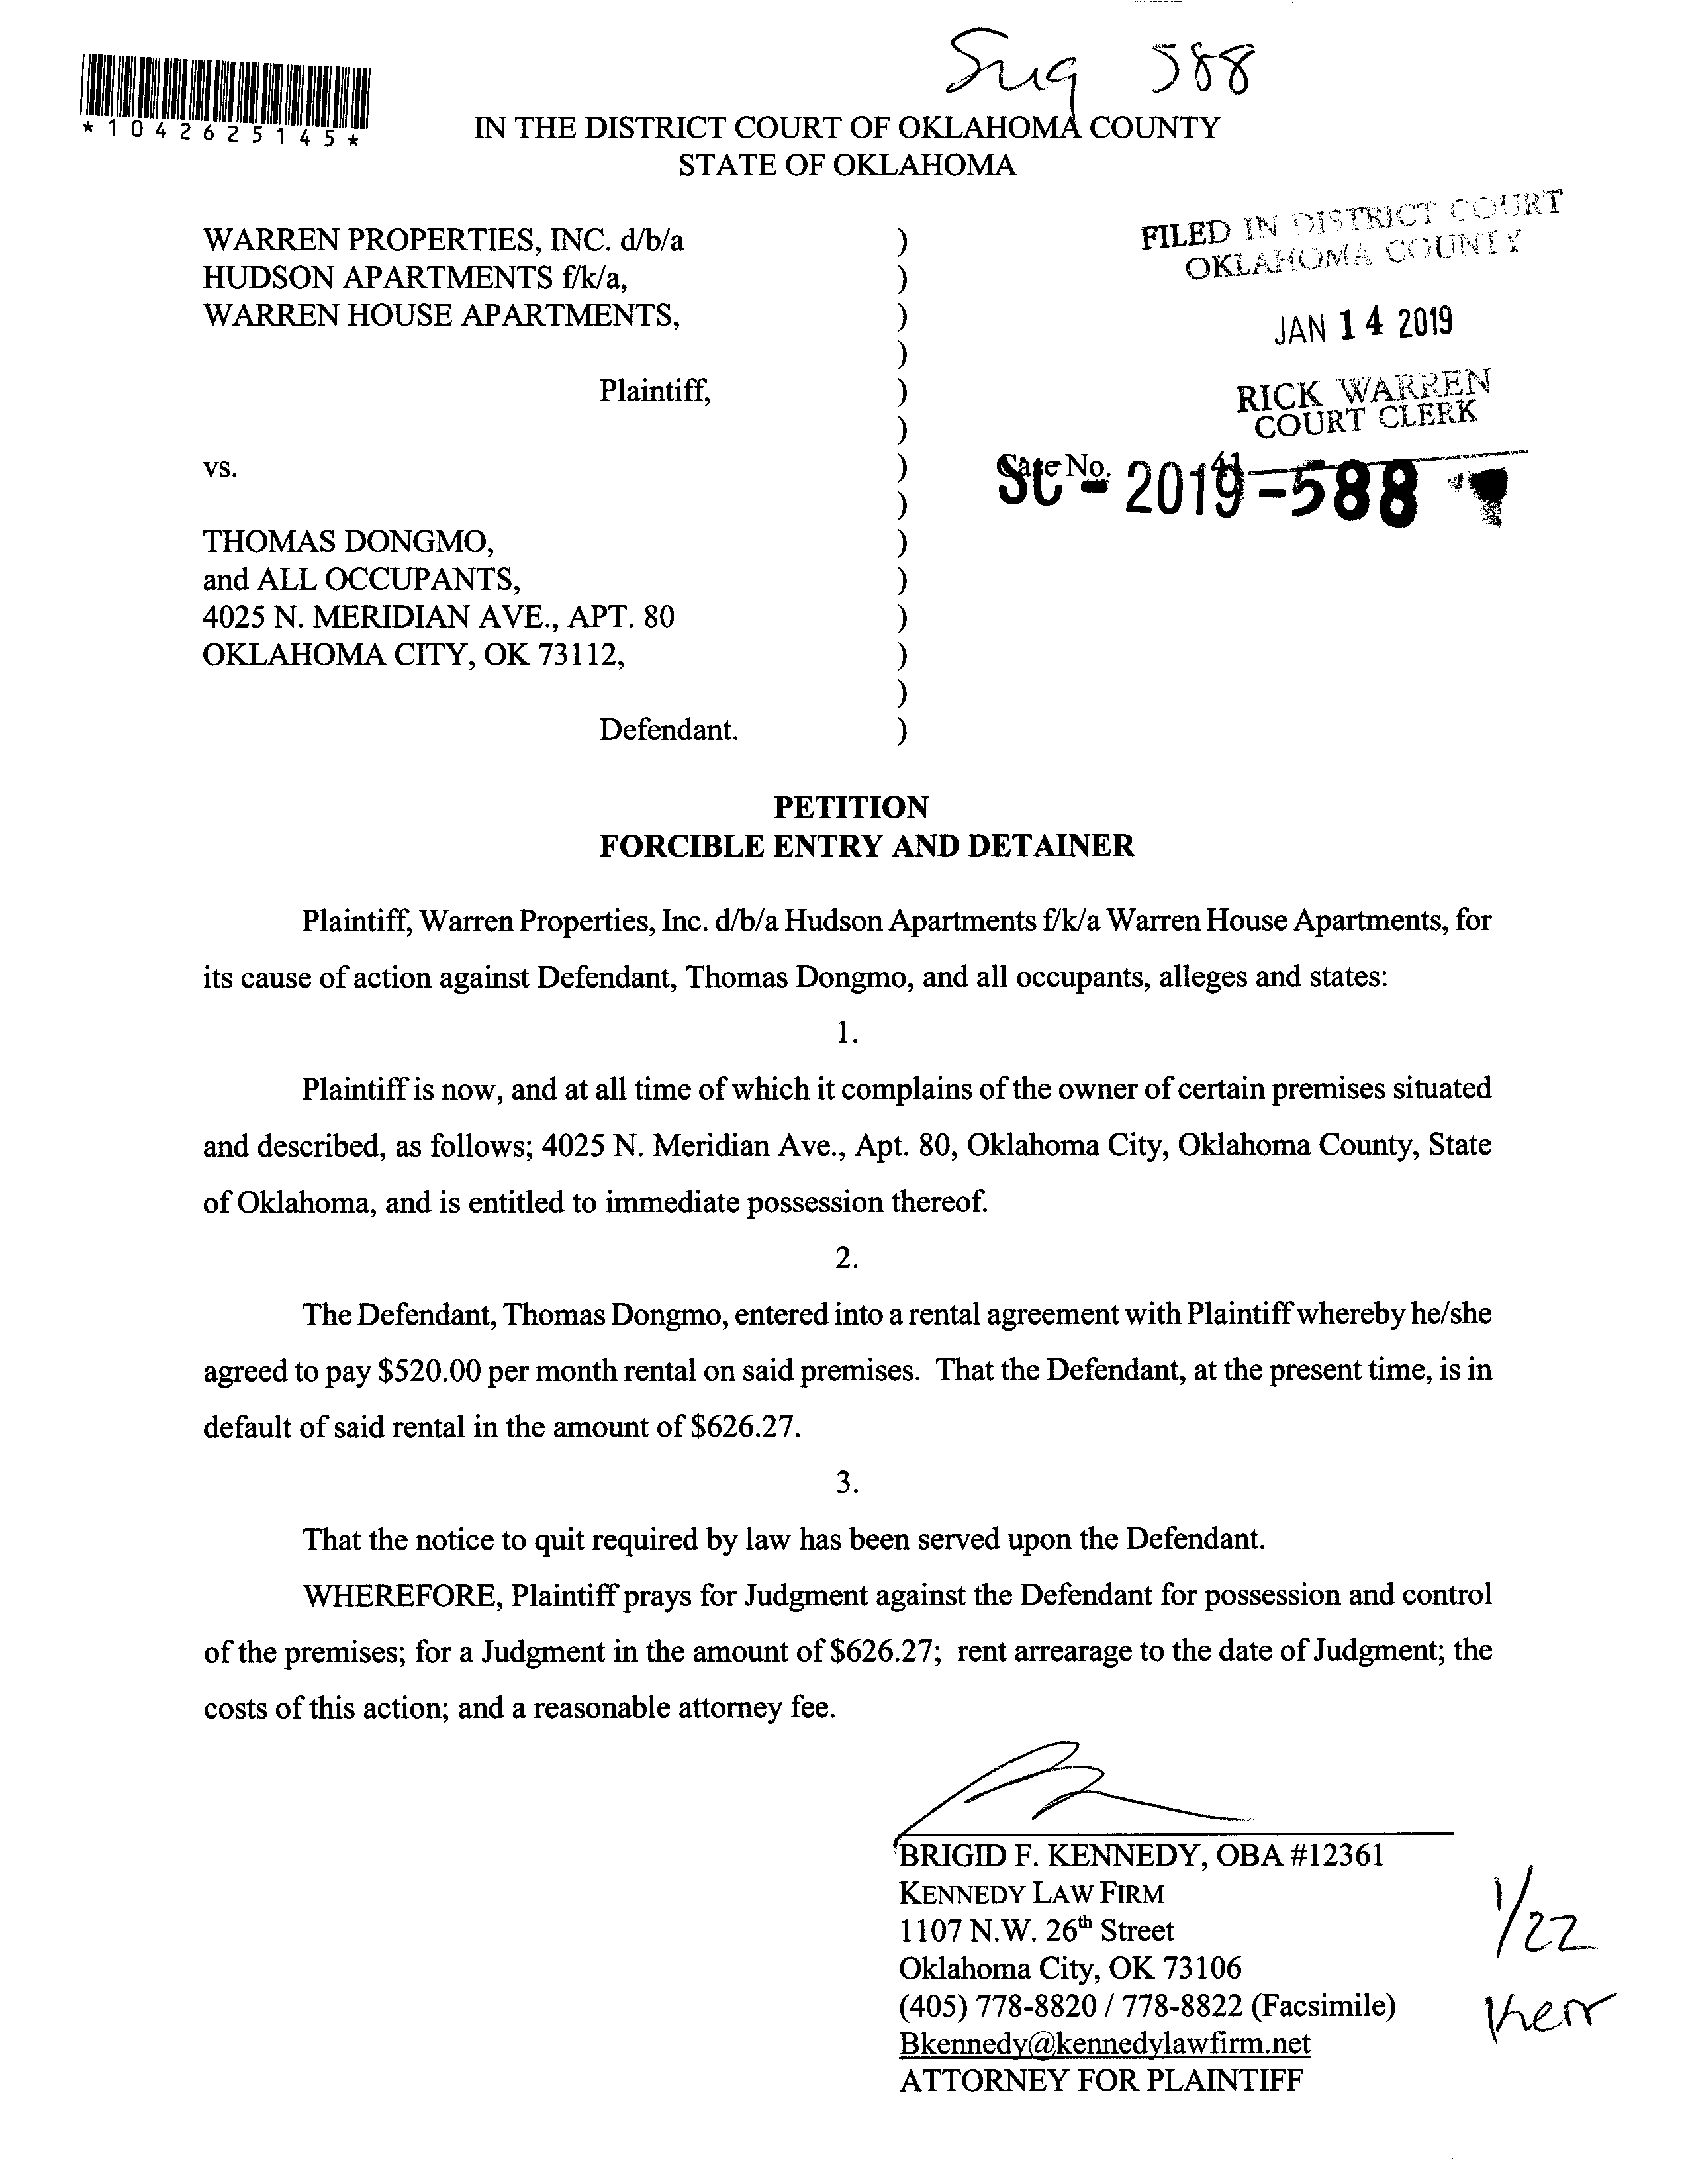 Sug 588
*1042625145*
IN THE DISTRICT COURT OF OKLAHOMA COUNTY
STATE OF OKLAHOMA
FILED IN DISTRICT COURT
OKLAHOMA COUNTY
JAN 14 2019
RICK WARREN
COURT CLERK
WARREN PROPERTIES, INC. d/b/a )
HUDSON APARTMENTS f/k/a, )
WARREN HOUSE APARTMENTS, )
)
Plaintiff, )
)
vs. ) Case No.
SC - 2019-588
)
THOMAS DONGMO, )
and ALL OCCUPANTS, )
4025 N. MERIDIAN AVE., APT. 80 )
OKLAHOMA CITY, OK 73112, )
)
Defendant. )
PETITION
FORCIBLE ENTRY AND DETAINER
Plaintiff, Warren Properties, Inc. d/b/a Hudson Apartments f/k/a Warren House Apartments, for
its cause of action against Defendant, Thomas Dongmo, and all occupants, alleges and states:
1.
Plaintiff is now, and at all time of which it complains of the owner of certain premises situated
and described, as follows; 4025 N. Meridian Ave., Apt. 80, Oklahoma City, Oklahoma County, State
of Oklahoma, and is entitled to immediate possession thereof.
2.
The Defendant, Thomas Dongmo, entered into a rental agreement with Plaintiff whereby he/she
agreed to pay $520.00 per month rental on said premises. That the Defendant, at the present time, is in
default of said rental in the amount of $626.27.
3.
That the notice to quit required by law has been served upon the Defendant.
WHEREFORE, Plaintiff prays for Judgment against the Defendant for possession and control
of the premises; for a Judgment in the amount of $626.27; rent arrearage to the date of Judgment; the
costs of this action; and a reasonable attorney fee.
BRIGID F. KENNEDY, OBA #12361
KENNEDY LAW FIRM
1107 N.W. 26th Street
Oklahoma City, OK 73106
(405) 778-8820 / 778-8822 (Facsimile)
Bkennedy@kennedylawfirm.net
ATTORNEY FOR PLAINTIFF
1/22
Kerr